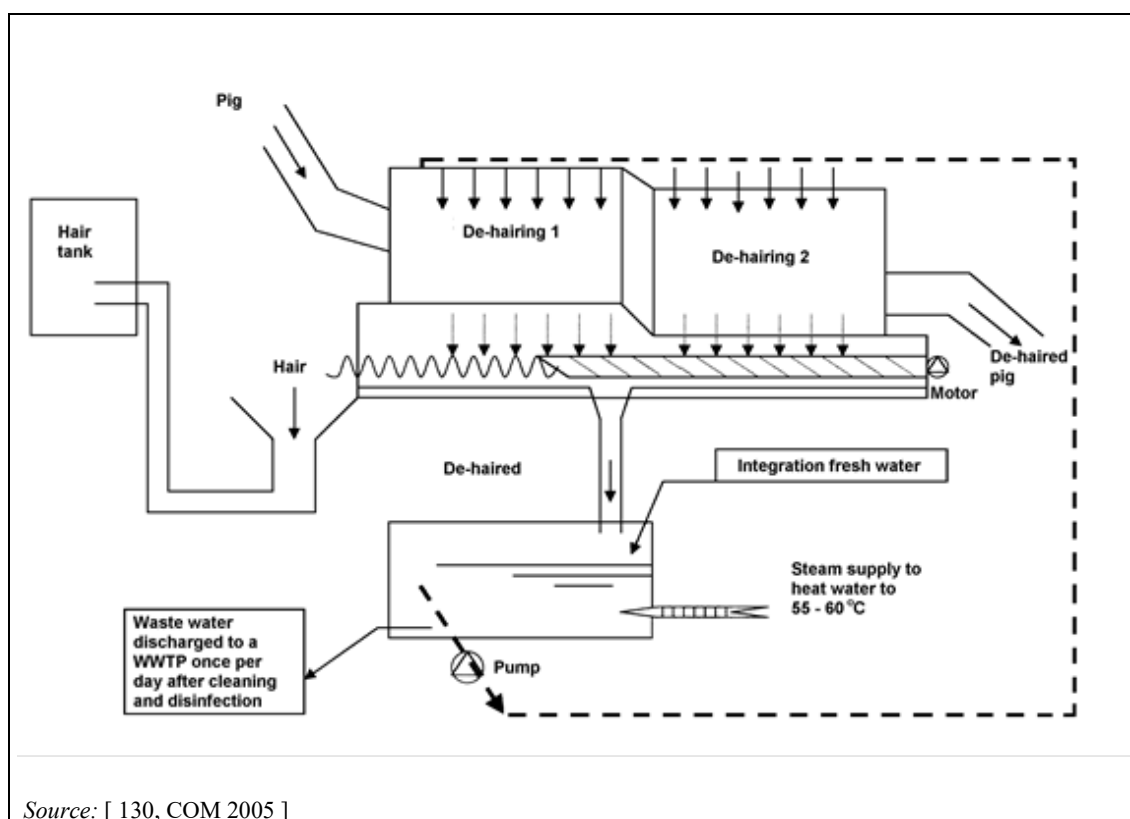 Pig
Hair
tank
De-hairing 1
De-hairing 2
Hair
De-haired
pig
Motor
De-haired
Integration fresh water
Steam supply to
heat water to
55 - 60 °C
Waste water
discharged to a
WWTP once per
day after cleaning
and disinfection
Pump
Source: [ 130, COM 2005 ]